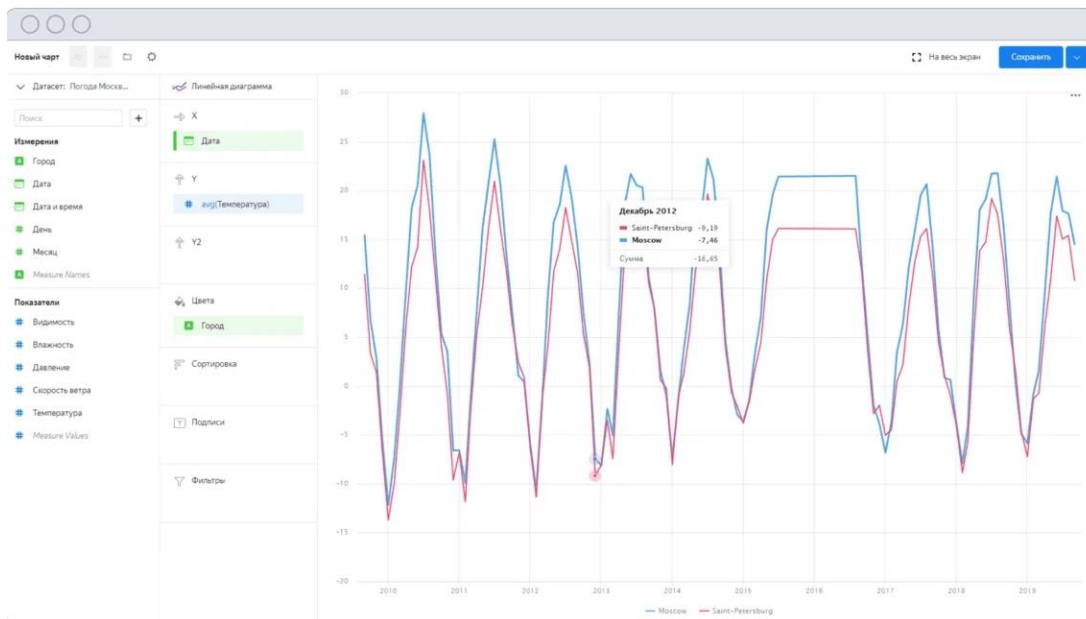 Новый чарт
На весь экран
Сохранить
Датасет: Погода Москв...
Поиск
+
Измерения
Город
Дата
Дата и время
День
Месяц
Measure Names
Показатели
Видимость
Влажность
Давление
Скорость ветра
Температура
Measure Values
Линейная диаграмма
X
Дата
Y
avg(Температура)
Y2
Цвета
Город
Сортировка
Подписи
Фильтры
30
25
20
15
10
5
0
-5
-10
-15
-20
Декабрь 2012
Saint-Petersburg -9,19
Moscow -7,46
Сумма -16,65
2010 2011 2012 2013 2014 2015 2016 2017 2018 2019
Moscow Saint-Petersburg